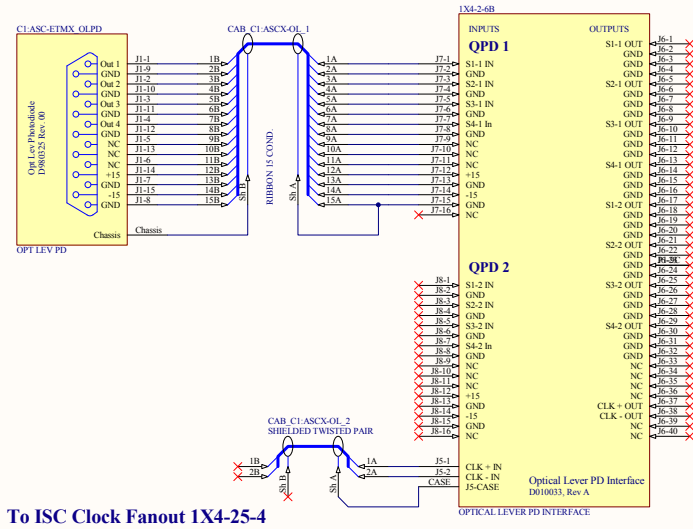 C1:ASC-ETMX_OLPD
Opt Lev Photodiode
D980325 Rev. 00
Out 1 J1-1 1B
GND J1-9 2B
Out 2 J1-2 3B
GND J1-10 4B
Out 3 J1-3 5B
GND J1-11 6B
Out 4 J1-4 7B
GND J1-12 8B
NC J1-5 9B
NC J1-13 10B
NC J1-6 11B
+15 J1-14 12B
GND J1-7 13B
-15 J1-15 14B
GND J1-8 15B
Chassis Chassis
OPT LEV PD
CAB_C1:ASCX-OL_1
RIBBON 15 COND.
Sh B
Sh A
1X4-2-6B
INPUTS OUTPUTS
QPD 1
1A J7-1 S1-1 IN
2A J7-2 GND
3A J7-3 S2-1 IN
4A J7-4 GND
5A J7-5 S3-1 IN
6A J7-6 GND
7A J7-7 S4-1 In
8A J7-8 GND
9A J7-9 NC
10A J7-10 NC
11A J7-11 NC
12A J7-12 +15
13A J7-13 GND
14A J7-14 -15
15A J7-15 GND
J7-16 NC
QPD 2
J8-1 S1-2 IN
J8-2 GND
J8-3 S2-2 IN
J8-4 GND
J8-5 S3-2 IN
J8-6 GND
J8-7 S4-2 In
J8-8 GND
J8-9 NC
J8-10 NC
J8-11 NC
J8-12 +15
J8-13 GND
J8-14 -15
J8-15 GND
J8-16 NC
S1-1 OUT J6-1
GND J6-2
GND J6-3
GND J6-4
S2-1 OUT J6-5
GND J6-6
GND J6-7
GND J6-8
S3-1 OUT J6-9
GND J6-10
GND J6-11
GND J6-12
S4-1 OUT J6-13
GND J6-14
GND J6-15
GND J6-16
S1-2 OUT J6-17
GND J6-18
GND J6-19
GND J6-20
S2-2 OUT J6-21
GND J6-22
GND
GND J6-24
S3-2 OUT J6-25
GND J6-26
GND J6-27
GND J6-28
S4-2 OUT J6-29
GND J6-30
GND J6-31
GND J6-32
NC J6-33
NC J6-34
NC J6-35
NC J6-36
CLK + OUT J6-37
CLK - OUT J6-38
NC J6-39
NC J6-40
CAB_C1:ASCX-OL_2
SHIELDED TWISTED PAIR
1B
2B
Sh B
Sh A
1A J5-1 CLK + IN
2A J5-2 CLK - IN
CASE J5-CASE
Optical Lever PD Interface
D010033, Rev A
OPTICAL LEVER PD INTERFACE
To ISC Clock Fanout 1X4-25-4